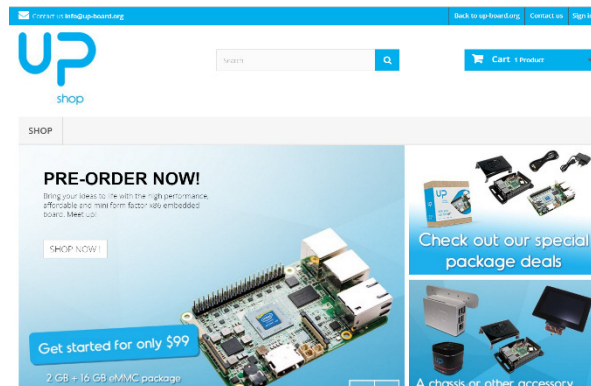 Contact us info@up-board.org
Back to up-board.org Contact us Sign in
UP
shop
Search
Cart 1 Product
SHOP
PRE-ORDER NOW!
Bring your ideas to life with the high performance,
affordable and mini form factor x86 embedded
board. Meet up!
SHOP NOW !
Get started for only $99
2 GB + 16 GB eMMC package
UP
Check out our special
package deals
A chassis or other accessory